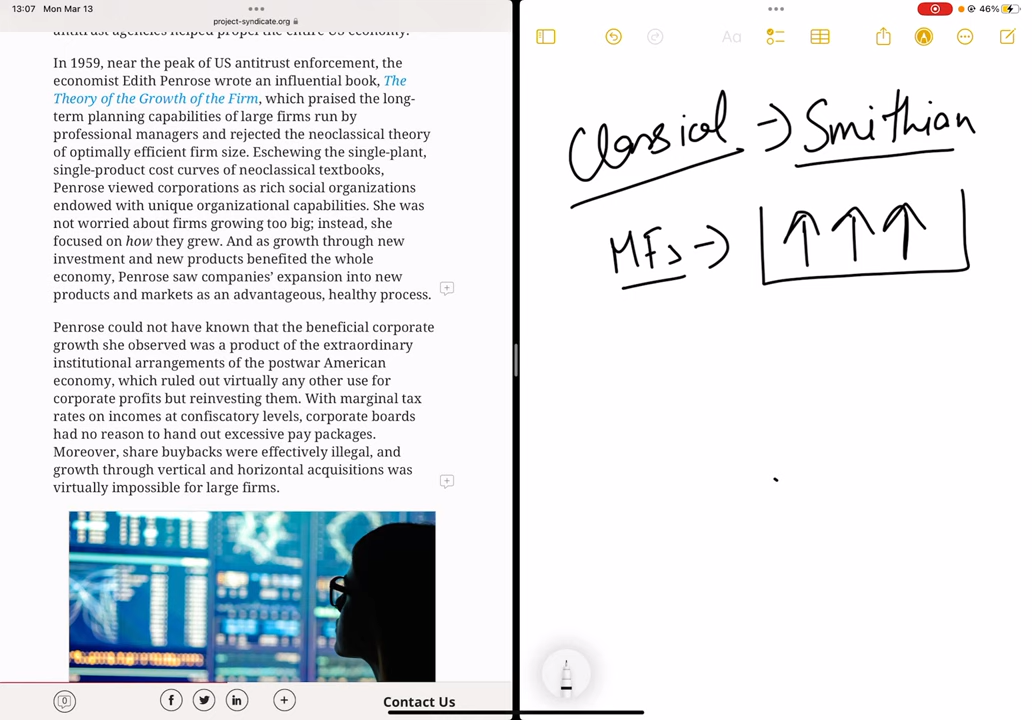 13:07 Mon Mar 13
project-syndicate.org
46%
antitrust agencies helped propel the entire US economy.
In 1959, near the peak of US antitrust enforcement, the
economist Edith Penrose wrote an influential book, The
Theory of the Growth of the Firm, which praised the long-
term planning capabilities of large firms run by
professional managers and rejected the neoclassical theory
of optimally efficient firm size. Eschewing the single-plant,
single-product cost curves of neoclassical textbooks,
Penrose viewed corporations as rich social organizations
endowed with unique organizational capabilities. She was
not worried about firms growing too big; instead, she
focused on how they grew. And as growth through new
investment and new products benefited the whole
economy, Penrose saw companies' expansion into new
products and markets as an advantageous, healthy process.
Penrose could not have known that the beneficial corporate
growth she observed was a product of the extraordinary
institutional arrangements of the postwar American
economy, which ruled out virtually any other use for
corporate profits but reinvesting them. With marginal tax
rates on incomes at confiscatory levels, corporate boards
had no reason to hand out excessive pay packages.
Moreover, share buybacks were effectively illegal, and
growth through vertical and horizontal acquisitions was
virtually impossible for large firms.
0
Contact Us
Aa
Classical → Smithian
MFs → ↑ ↑ ↑